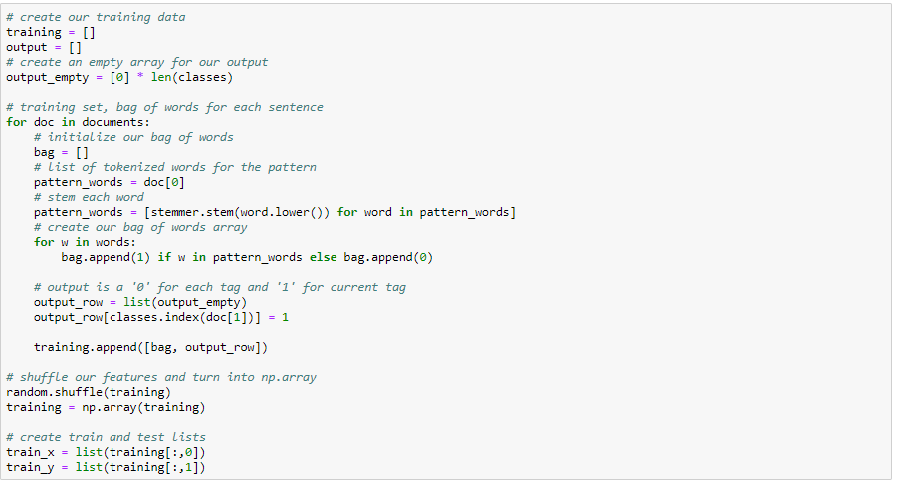 # create our training data
training = []
output = []
# create an empty array for our output
output_empty = [0] * len(classes)

# training set, bag of words for each sentence
for doc in documents:
    # initialize our bag of words
    bag = []
    # list of tokenized words for the pattern
    pattern_words = doc[0]
    # stem each word
    pattern_words = [stemmer.stem(word.lower()) for word in pattern_words]
    # create our bag of words array
    for w in words:
        bag.append(1) if w in pattern_words else bag.append(0)

    # output is a '0' for each tag and '1' for current tag
    output_row = list(output_empty)
    output_row[classes.index(doc[1])] = 1

    training.append([bag, output_row])

# shuffle our features and turn into np.array
random.shuffle(training)
training = np.array(training)

# create train and test lists
train_x = list(training[:,0])
train_y = list(training[:,1])